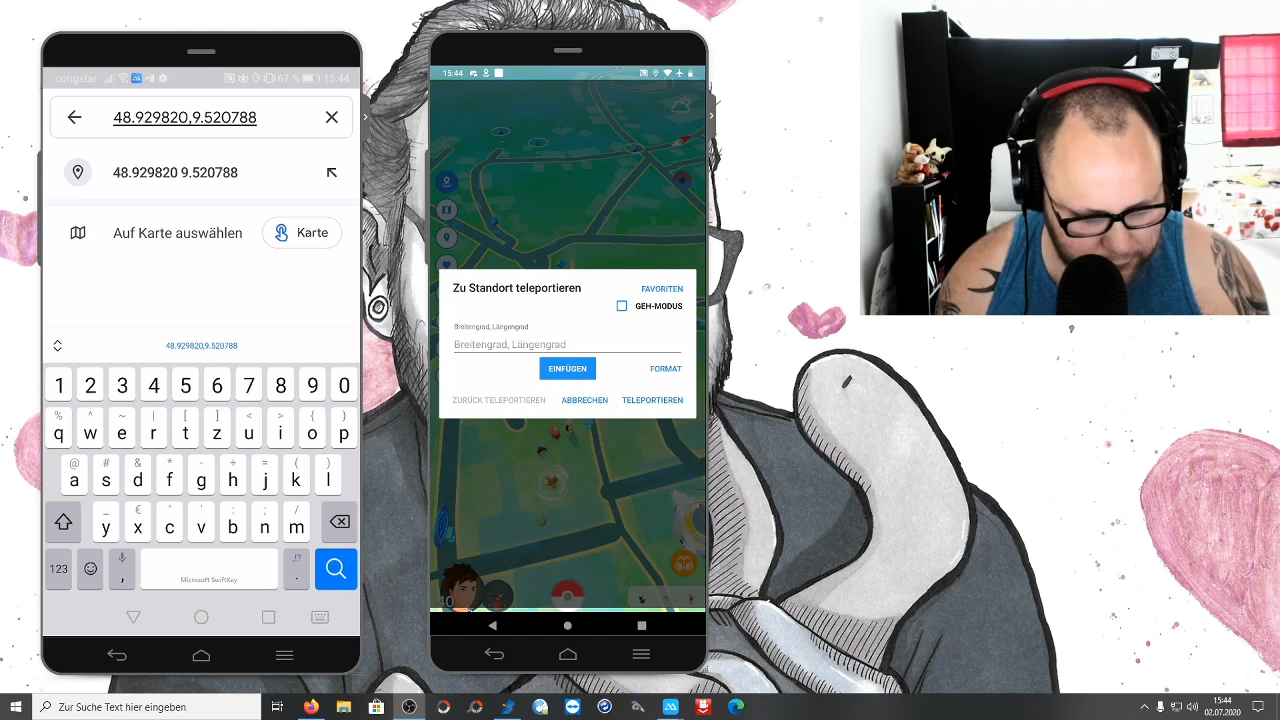 congstar
67 %
15:44
48.929820,9.520788
48.929820 9.520788
Auf Karte auswählen
Karte
48.929820,9.520788
1 2 3 4 5 6 7 8 9 0
% ^ ~ | [ ] < > { }
q w e r t z u i o p
@ # & * - + = ( )
a s d f g h j k l
_ € " ' : ; /
y x c v b n m
123
,
Microsoft SwiftKey
,!?
.
15:44
Zu Standort teleportieren
FAVORITEN
GEH-MODUS
Breitengrad, Längengrad
Breitengrad, Längengrad
EINFÜGEN
FORMAT
ZURÜCK TELEPORTIEREN
ABBRECHEN
TELEPORTIEREN
40
Zur Suche Text hier eingeben
15:44
02.07.2020